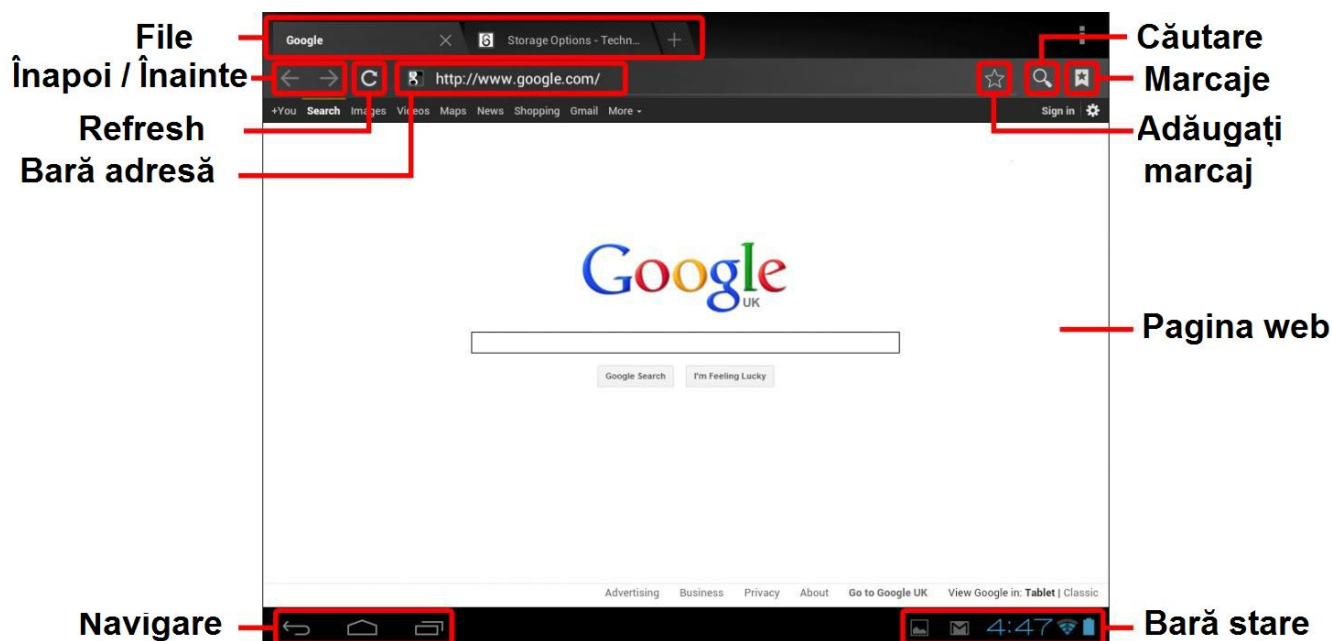 File
Google
Storage Options - Techn...
Căutare
Înapoi / Înainte
http://www.google.com/
Marcaje
+You Search Images Videos Maps News Shopping Gmail More
Sign in
Refresh
Adăugați
marcaj
Bară adresă
Google
UK
Pagina web
Google Search I'm Feeling Lucky
Advertising Business Privacy About Go to Google UK View Google in: Tablet | Classic
Navigare
4:47
Bară stare